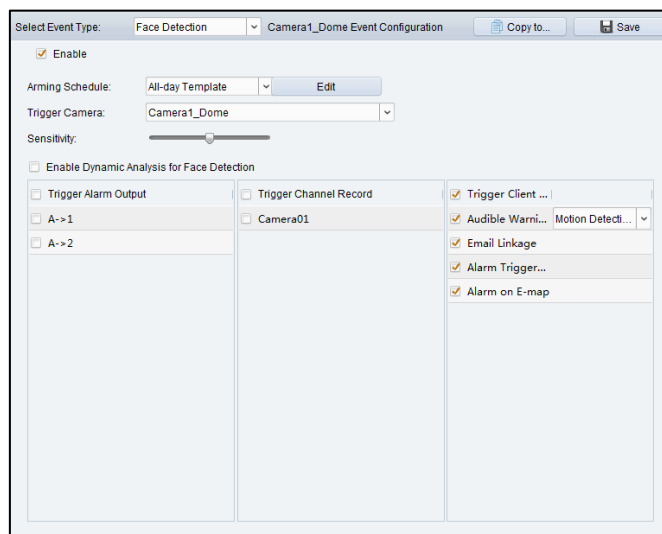 Select Event Type: Face Detection Camera1_Dome Event Configuration Copy to... Save
Enable
Arming Schedule: All-day Template Edit
Trigger Camera: Camera1_Dome
Sensitivity:
Enable Dynamic Analysis for Face Detection
Trigger Alarm Output Trigger Channel Record Trigger Client ...
A->1 Camera01 Audible Warni... Motion Detecti...
A->2 Email Linkage
Alarm Trigger...
Alarm on E-map